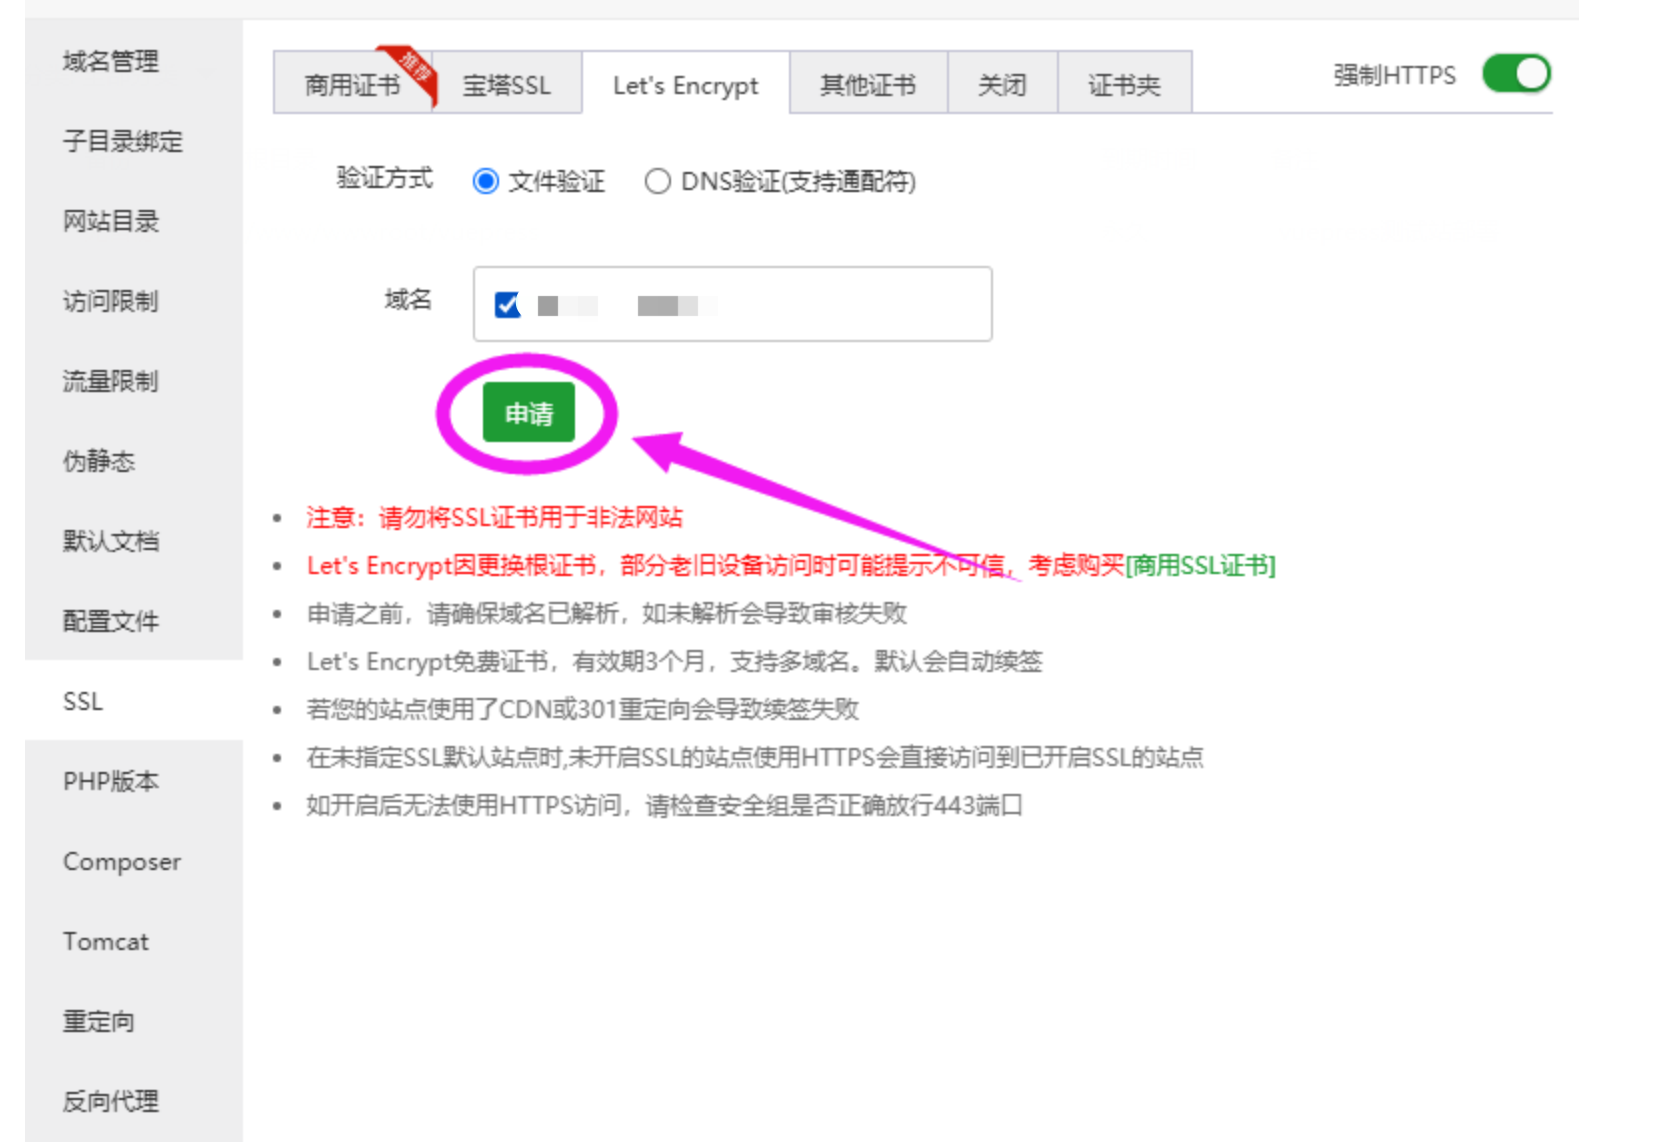 域名管理
子目录绑定
网站目录
访问限制
流量限制
伪静态
默认文档
配置文件
SSL
PHP版本
Composer
Tomcat
重定向
反向代理
商用证书 推荐 宝塔SSL Let's Encrypt 其他证书 关闭 证书夹 强制HTTPS
验证方式 文件验证 DNS验证(支持通配符)
域名
申请
注意：请勿将SSL证书用于非法网站
Let's Encrypt因更换根证书，部分老旧设备访问时可能提示不可信，考虑购买[商用SSL证书]
申请之前，请确保域名已解析，如未解析会导致审核失败
Let's Encrypt免费证书，有效期3个月，支持多域名。默认会自动续签
若您的站点使用了CDN或301重定向会导致续签失败
在未指定SSL默认站点时,未开启SSL的站点使用HTTPS会直接访问到已开启SSL的站点
如开启后无法使用HTTPS访问，请检查安全组是否正确放行443端口